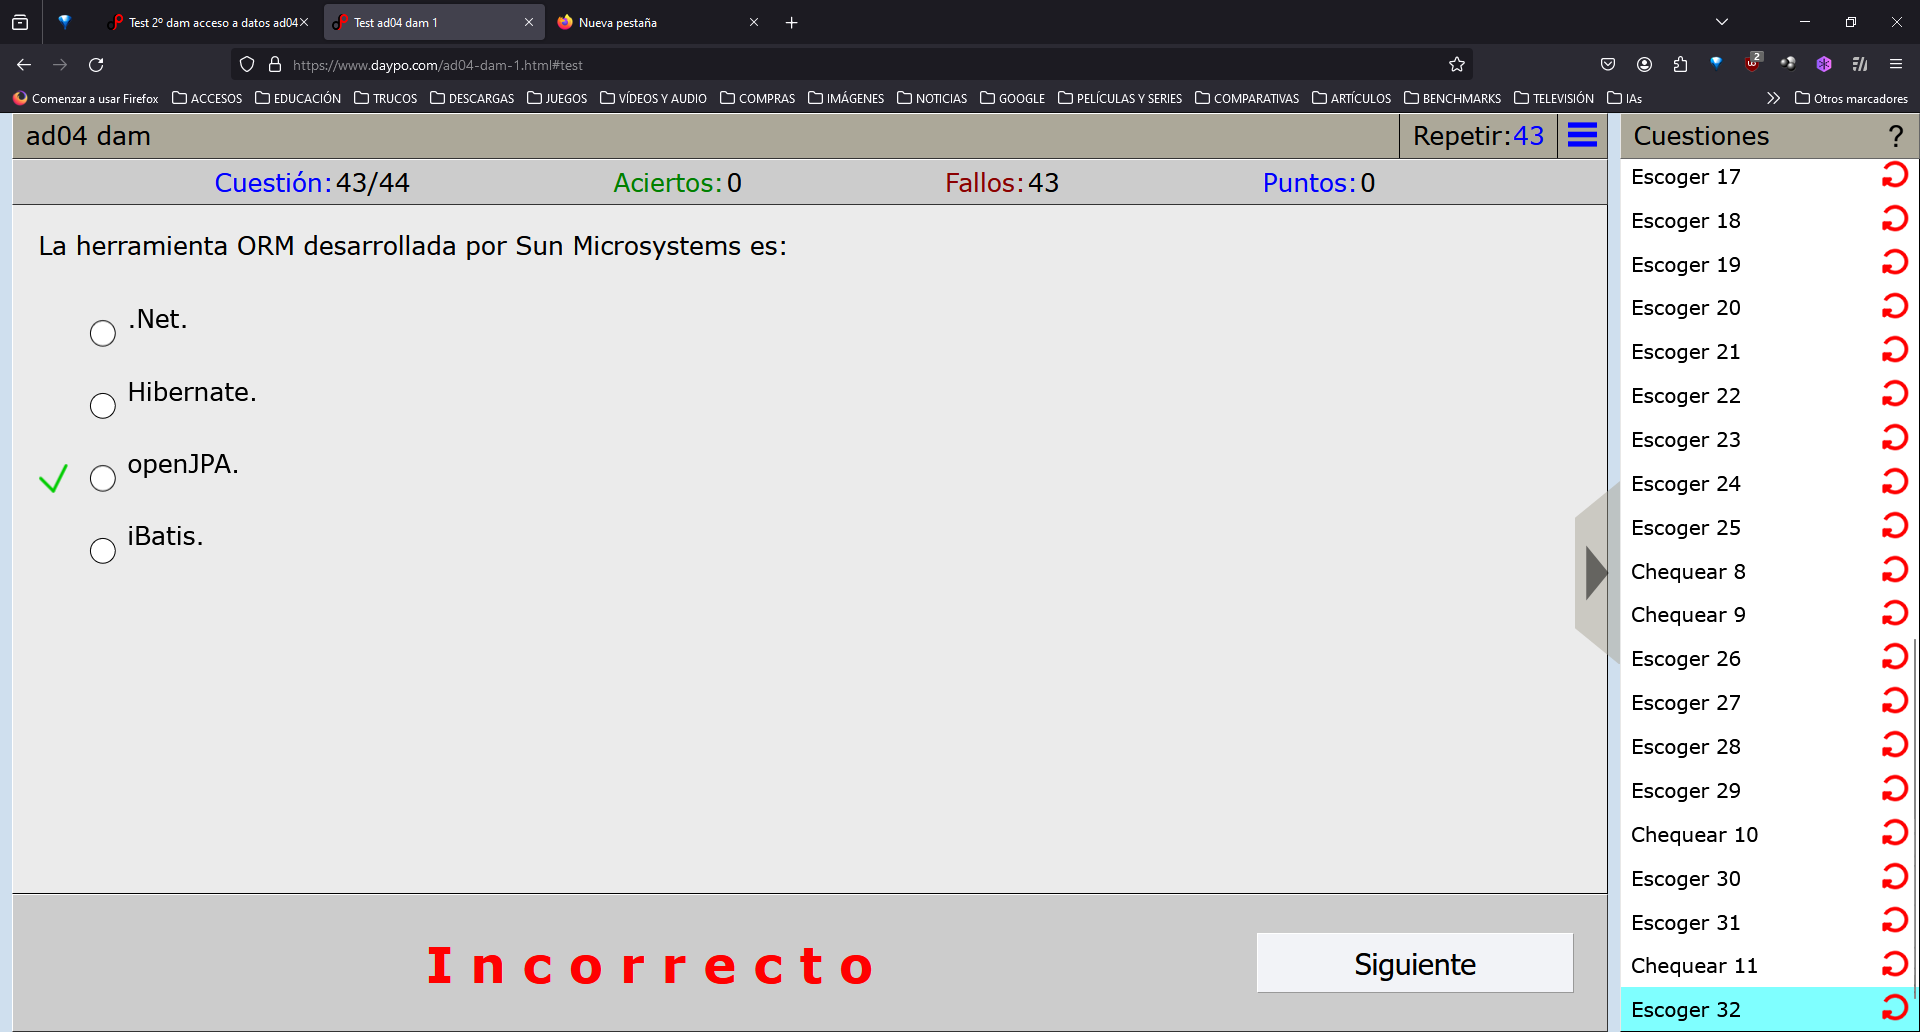 Test 2º dam acceso a datos ad04
Test ad04 dam 1
Nueva pestaña
https://www.daypo.com/ad04-dam-1.html#test
2
Comenzar a usar Firefox
ACCESOS
EDUCACIÓN
TRUCOS
DESCARGAS
JUEGOS
VÍDEOS Y AUDIO
COMPRAS
IMÁGENES
NOTICIAS
GOOGLE
PELÍCULAS Y SERIES
COMPARATIVAS
ARTÍCULOS
BENCHMARKS
TELEVISIÓN
IAs
Otros marcadores
ad04 dam
Repetir:43
Cuestión:43/44
Aciertos:0
Fallos:43
Puntos:0
La herramienta ORM desarrollada por Sun Microsystems es:
.Net.
Hibernate.
openJPA.
iBatis.
Incorrecto
Siguiente
Cuestiones
?
Escoger 17
Escoger 18
Escoger 19
Escoger 20
Escoger 21
Escoger 22
Escoger 23
Escoger 24
Escoger 25
Chequear 8
Chequear 9
Escoger 26
Escoger 27
Escoger 28
Escoger 29
Chequear 10
Escoger 30
Escoger 31
Chequear 11
Escoger 32